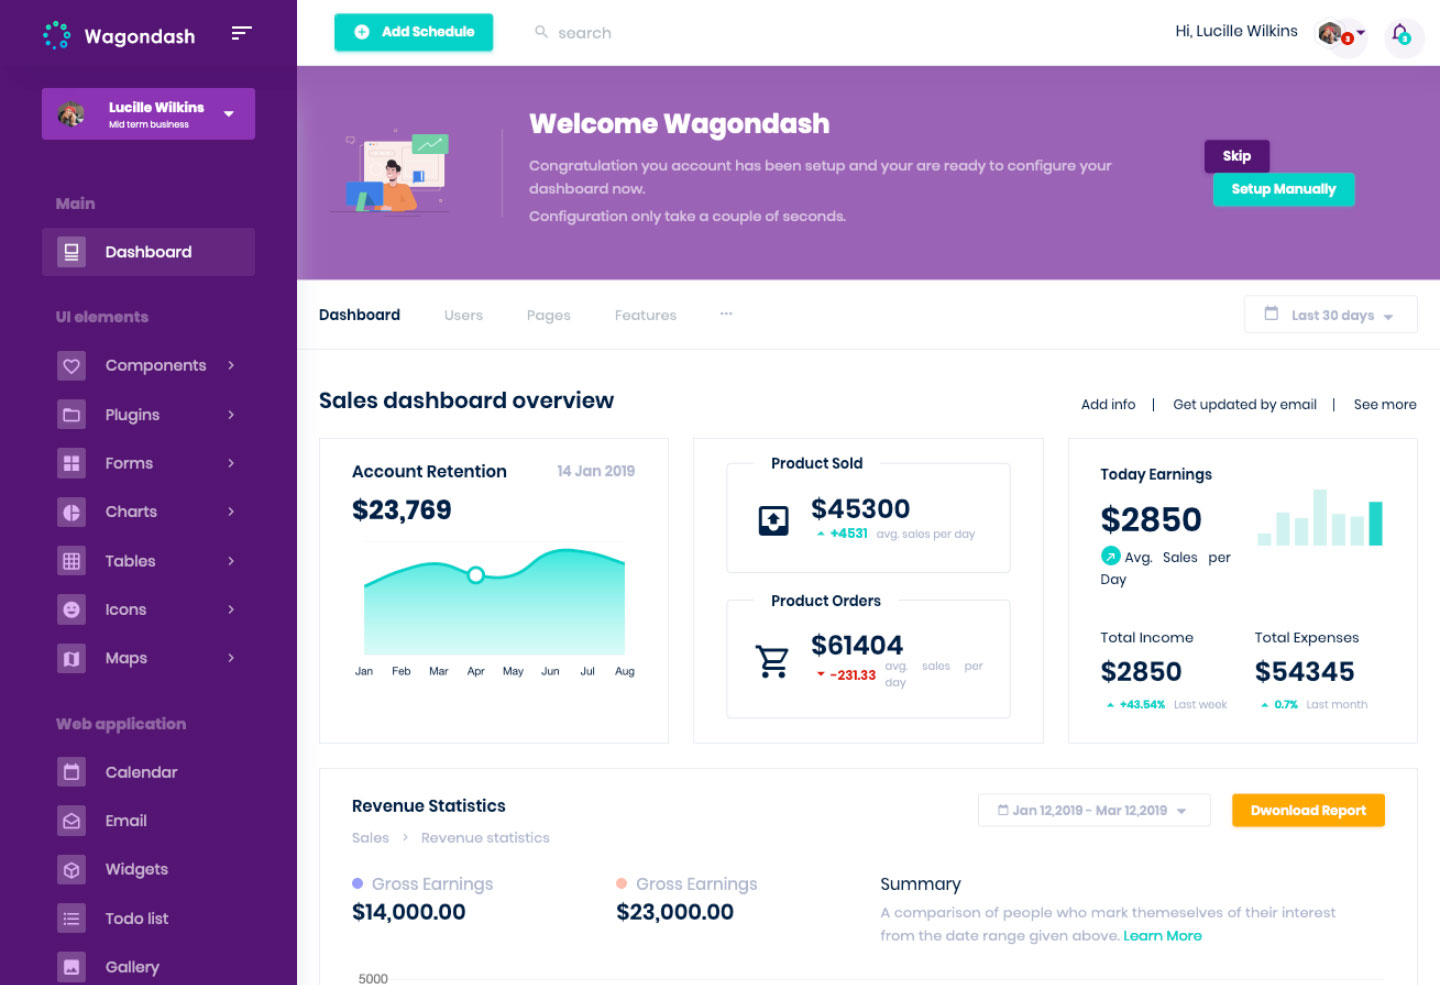 Wagondash
Add Schedule
search
Hi, Lucille Wilkins
3
3
Lucille Wilkins
Mid term business
Main
Dashboard
UI elements
Components
Plugins
Forms
Charts
Tables
Icons
Maps
Web application
Calendar
Email
Widgets
Todo list
Gallery
Welcome Wagondash
Congratulation you account has been setup and your are ready to configure your
dashboard now.
Configuration only take a couple of seconds.
Skip
Setup Manually
Dashboard
Users
Pages
Features
...
Last 30 days
Sales dashboard overview
Add info | Get updated by email | See more
Account Retention
14 Jan 2019
$23,769
Jan Feb Mar Apr May Jun Jul Aug
Product Sold
$45300
+4531 avg. sales per day
Product Orders
$61404
-231.33 avg. sales per
day
Today Earnings
$2850
Avg. Sales per
Day
Total Income
$2850
+43.54% Last week
Total Expenses
$54345
0.7% Last month
Revenue Statistics
Sales > Revenue statistics
Jan 12,2019 - Mar 12,2019
Dwonload Report
Gross Earnings
$14,000.00
Gross Earnings
$23,000.00
Summary
A comparison of people who mark themeselves of their interest
from the date range given above. Learn More
5000